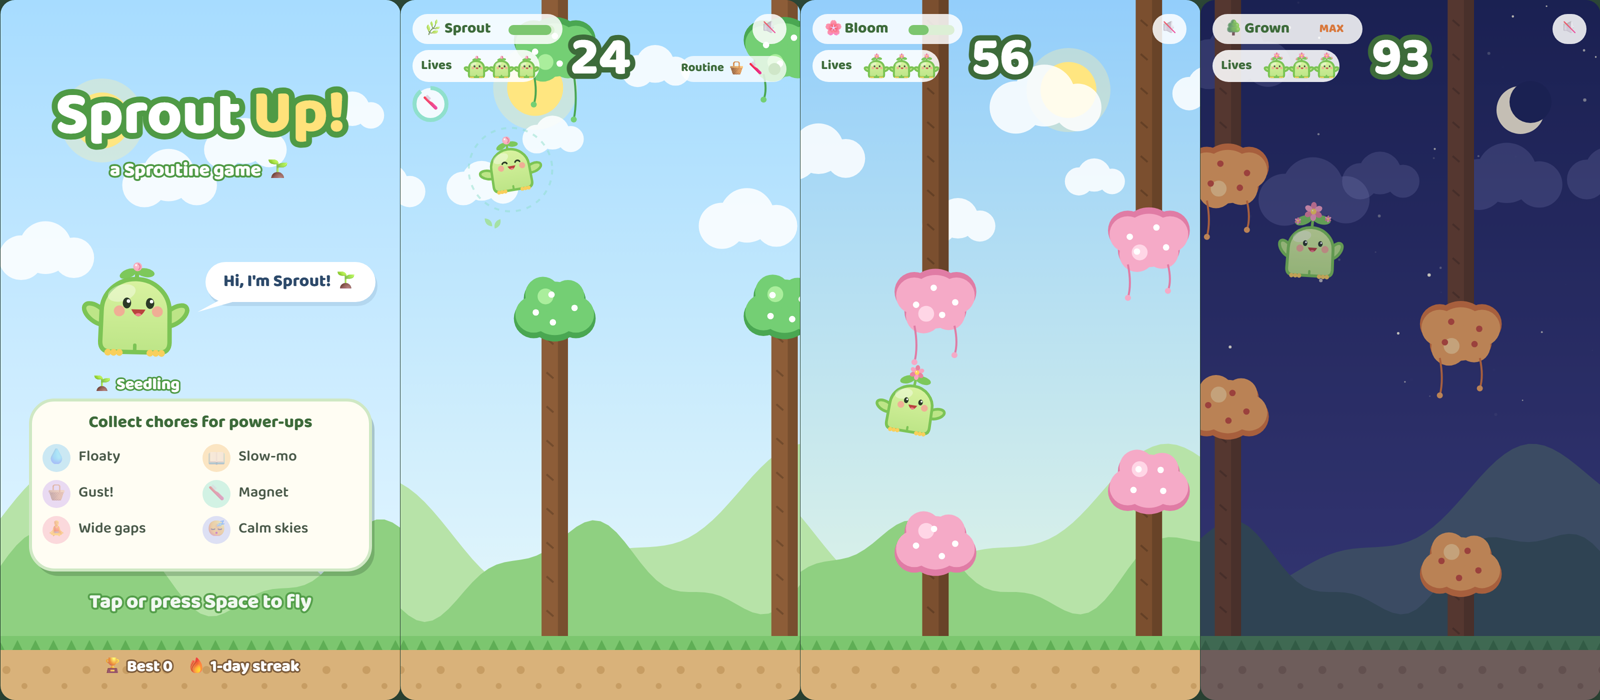 Sprout Up!
a Sproutine game
Hi, I'm Sprout!
Seedling
Collect chores for power-ups
Floaty
Slow-mo
Gust!
Magnet
Wide gaps
Calm skies
Tap or press Space to fly
Best 0
1-day streak
Sprout
24
Lives
Routine
Bloom
56
Lives
Grown
MAX
93
Lives